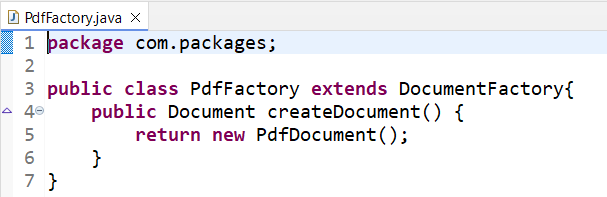 PdfFactory.java
1 package com.packages;
2
3 public class PdfFactory extends DocumentFactory{
4     public Document createDocument() {
5         return new PdfDocument();
6     }
7 }